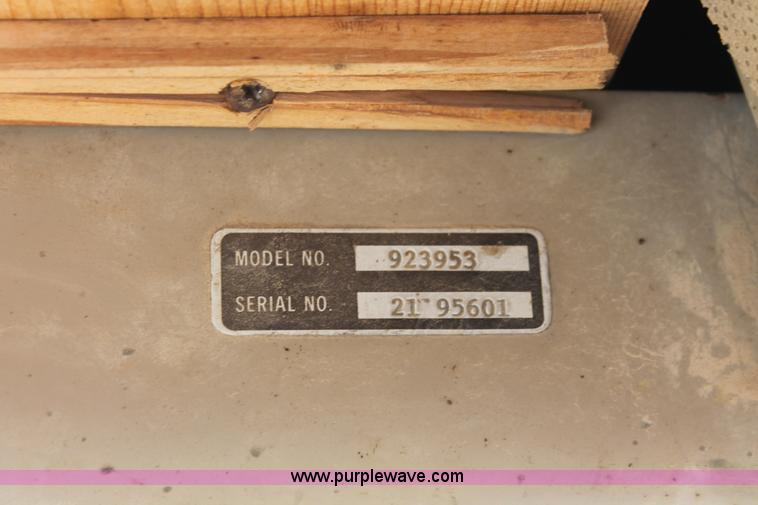 MODEL NO. 923953
SERIAL NO. 21 95601
www.purplewave.com